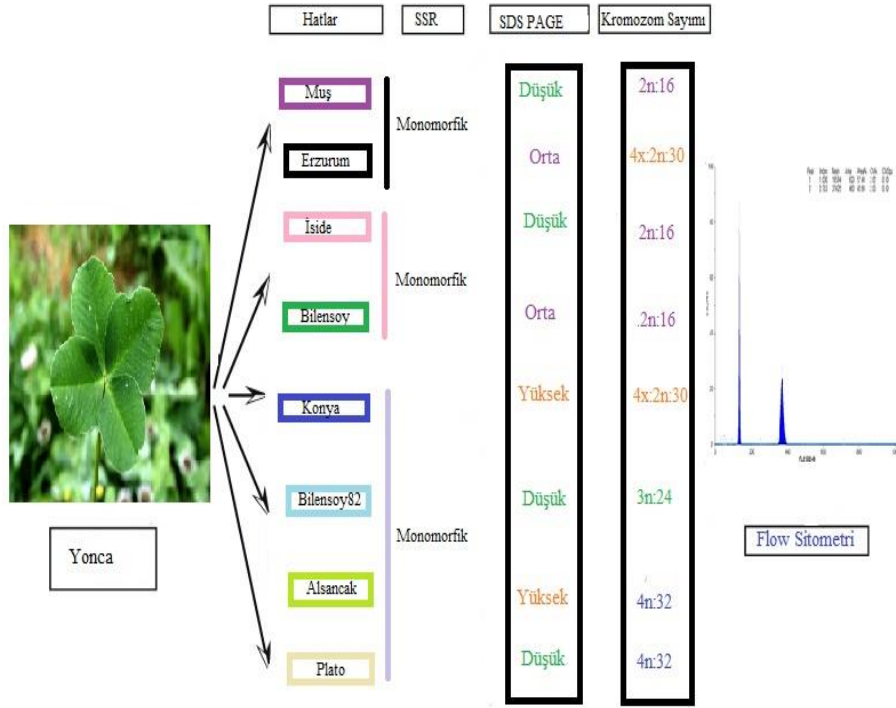 Hatlar SSR SDS PAGE Kromozom Sayımı
Muş Düşük 2n:16
Monomorfik
Erzurum Orta 4x:2n:30
İside Düşük 2n:16
Monomorfik
Bilensoy Orta .2n:16
Konya Yüksek 4x:2n:30
Bilensoy82 Düşük 3n:24
Monomorfik
Yonca
Flow Sitometri
Alsancak Yüksek 4n:32
Plato Düşük 4n:32